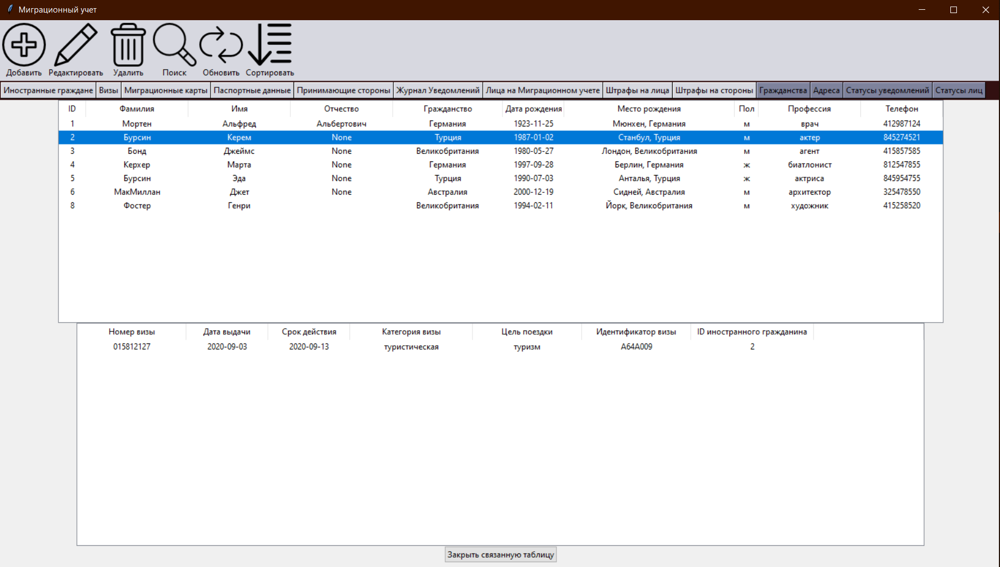 Миграционный учет
Добавить Редактировать Удалить Поиск Обновить Сортировать
Иностранные граждане Визы Миграционные карты Паспортные данные Принимающие стороны Журнал Уведомлений Лица на Миграционном учете Штрафы на лица Штрафы на стороны Гражданства Адреса Статусы уведомлений Статусы лиц
ID Фамилия Имя Отчество Гражданство Дата рождения Место рождения Пол Профессия Телефон
1 Мортен Альфред Альбертович Германия 1923-11-25 Мюнхен, Германия м врач 412987124
2 Бурсин Керем None Турция 1987-01-02 Станбул, Турция м актер 845274521
3 Бонд Джеймс None Великобритания 1980-05-27 Лондон, Великобритания м агент 415857585
4 Керхер Марта None Германия 1997-09-28 Берлин, Германия ж биатлонист 812547855
5 Бурсин Эда None Турция 1990-07-03 Анталья, Турция ж актриса 845954755
6 МакМиллан Джет None Австралия 2000-12-19 Сидней, Австралия м архитектор 325478550
8 Фостер Генри Великобритания 1994-02-11 Йорк, Великобритания м художник 415258520
Номер визы Дата выдачи Срок действия Категория визы Цель поездки Идентификатор визы ID иностранного гражданина
015812127 2020-09-03 2020-09-13 туристическая туризм A64A009 2
Закрыть связанную таблицу